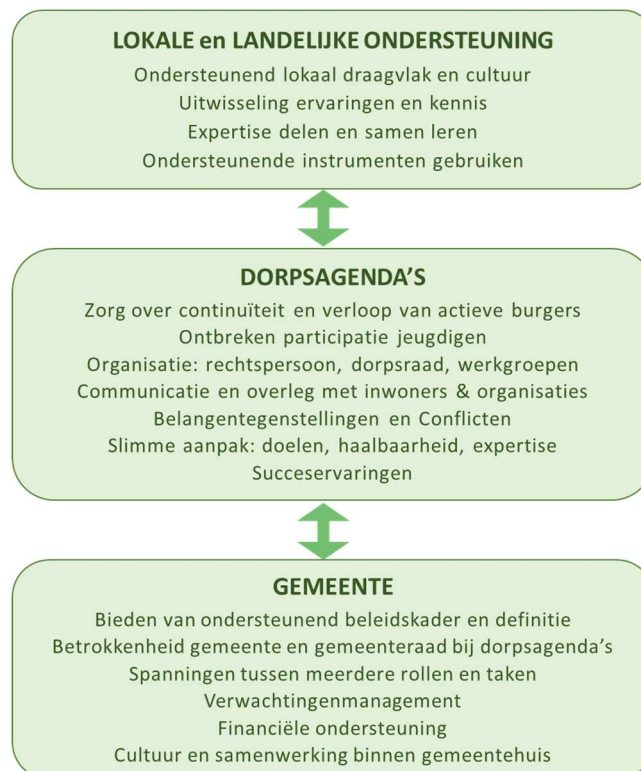 LOKALE en LANDELIJKE ONDERSTEUNING
Ondersteunend lokaal draagvlak en cultuur
Uitwisseling ervaringen en kennis
Expertise delen en samen leren
Ondersteunende instrumenten gebruiken
DORPSAGENDA'S
Zorg over continuïteit en verloop van actieve burgers
Ontbreken participatie jeugdigen
Organisatie: rechtspersoon, dorpsraad, werkgroepen
Communicatie en overleg met inwoners & organisaties
Belangentegenstellingen en Conflicten
Slimme aanpak: doelen, haalbaarheid, expertise
Succeservaringen
GEMEENTE
Bieden van ondersteunend beleidskader en definitie
Betrokkenheid gemeente en gemeenteraad bij dorpsagenda's
Spanningen tussen meerdere rollen en taken
Verwachtingenmanagement
Financiële ondersteuning
Cultuur en samenwerking binnen gemeentehuis